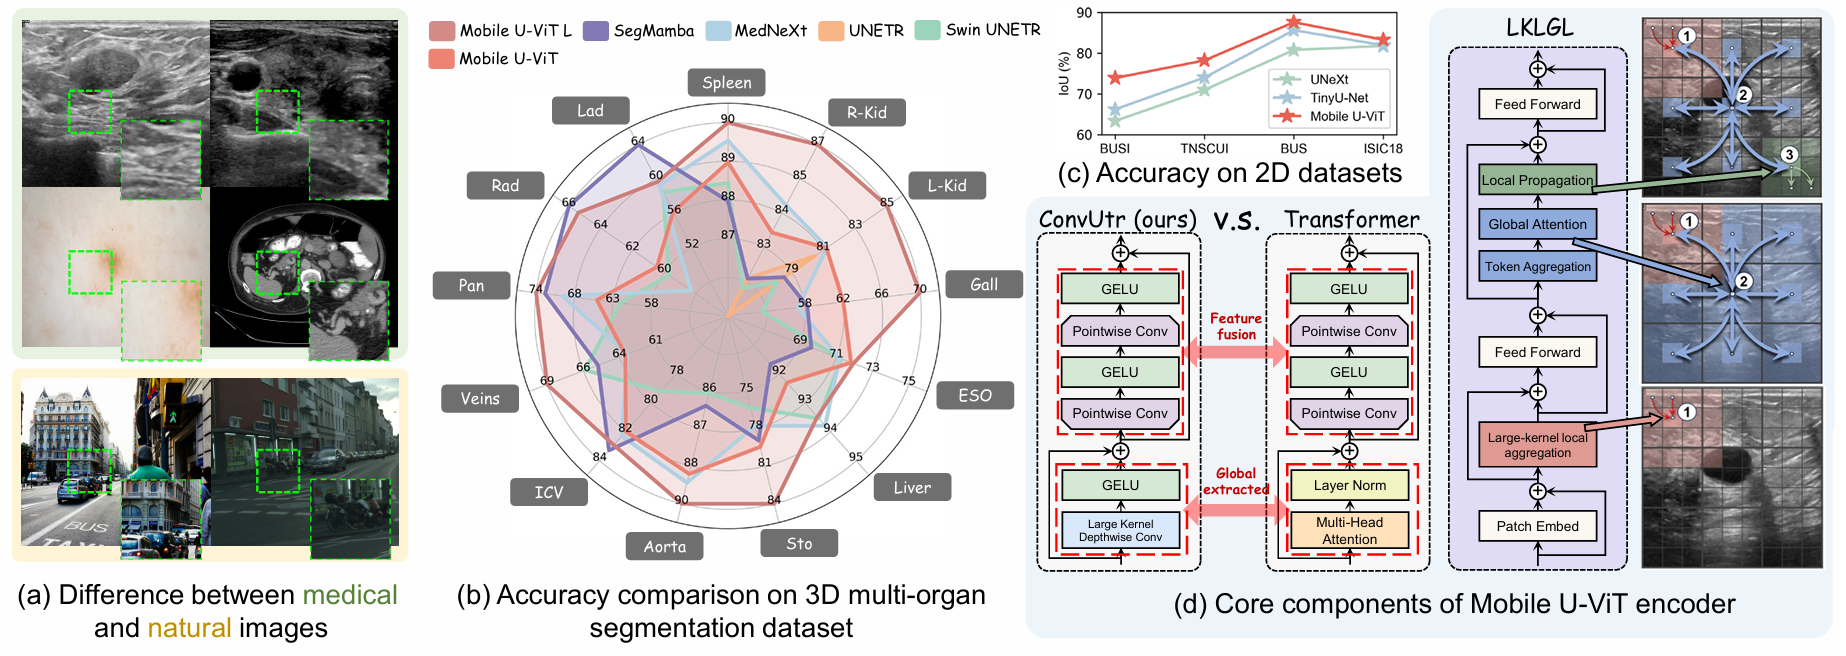 BUS
(a) Difference between medical
and natural images
Mobile U-ViT L
SegMamba
MedNeXt
UNETR
Swin UNETR
Mobile U-ViT
Spleen
R-Kid
L-Kid
Gall
ESO
Liver
Sto
Aorta
ICV
Veins
Pan
Rad
Lad
90
89
88
87
87
85
84
83
85
83
81
79
70
66
62
58
75
73
71
69
95
94
93
92
84
81
78
75
90
88
87
86
84
82
80
78
69
66
64
61
74
68
63
58
66
64
62
60
64
60
56
52
(b) Accuracy comparison on 3D multi-organ
segmentation dataset
90
80
70
60
IoU (%)
UNeXt
TinyU-Net
Mobile U-ViT
BUSI
TNSCUI
BUS
ISIC18
(c) Accuracy on 2D datasets
ConvUtr (ours)
V.S.
Transformer
GELU
Pointwise Conv
GELU
Pointwise Conv
GELU
Large Kernel
Depthwise Conv
Feature
fusion
Global
extracted
GELU
Pointwise Conv
GELU
Pointwise Conv
Layer Norm
Multi-Head
Attention
LKLGL
Feed Forward
Local Propagation
Global Attention
Token Aggregation
Feed Forward
Large-kernel local
aggregation
Patch Embed
1
2
3
1
2
1
(d) Core components of Mobile U-ViT encoder